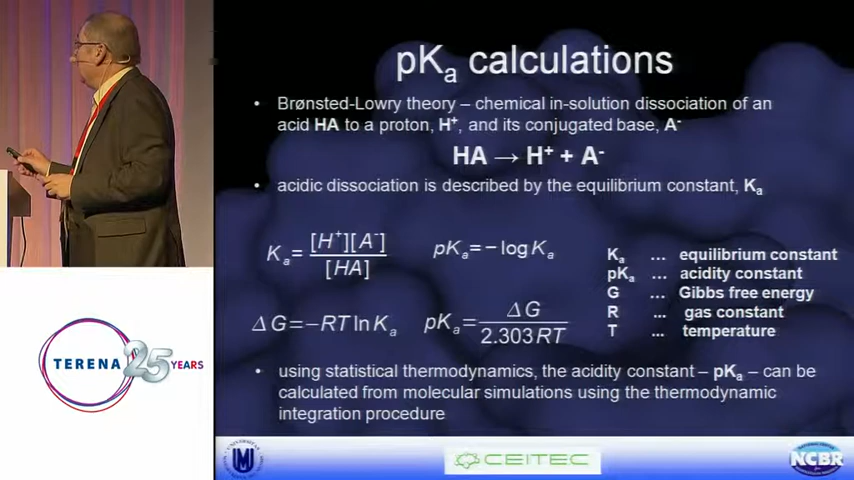 pKa calculations
• Brønsted-Lowry theory – chemical in-solution dissociation of an
acid HA to a proton, H⁺, and its conjugated base, A⁻
HA → H⁺ + A⁻
• acidic dissociation is described by the equilibrium constant, Ka
Ka = [H⁺][A⁻] / [HA]
pKa = −log Ka
ΔG = −RT ln Ka
pKa = ΔG / 2.303RT
Ka ... equilibrium constant
pKa ... acidity constant
G ... Gibbs free energy
R ... gas constant
T ... temperature
• using statistical thermodynamics, the acidity constant – pKa – can be
calculated from molecular simulations using the thermodynamic
integration procedure
TERENA 25 YEARS
CEITEC
NCBR